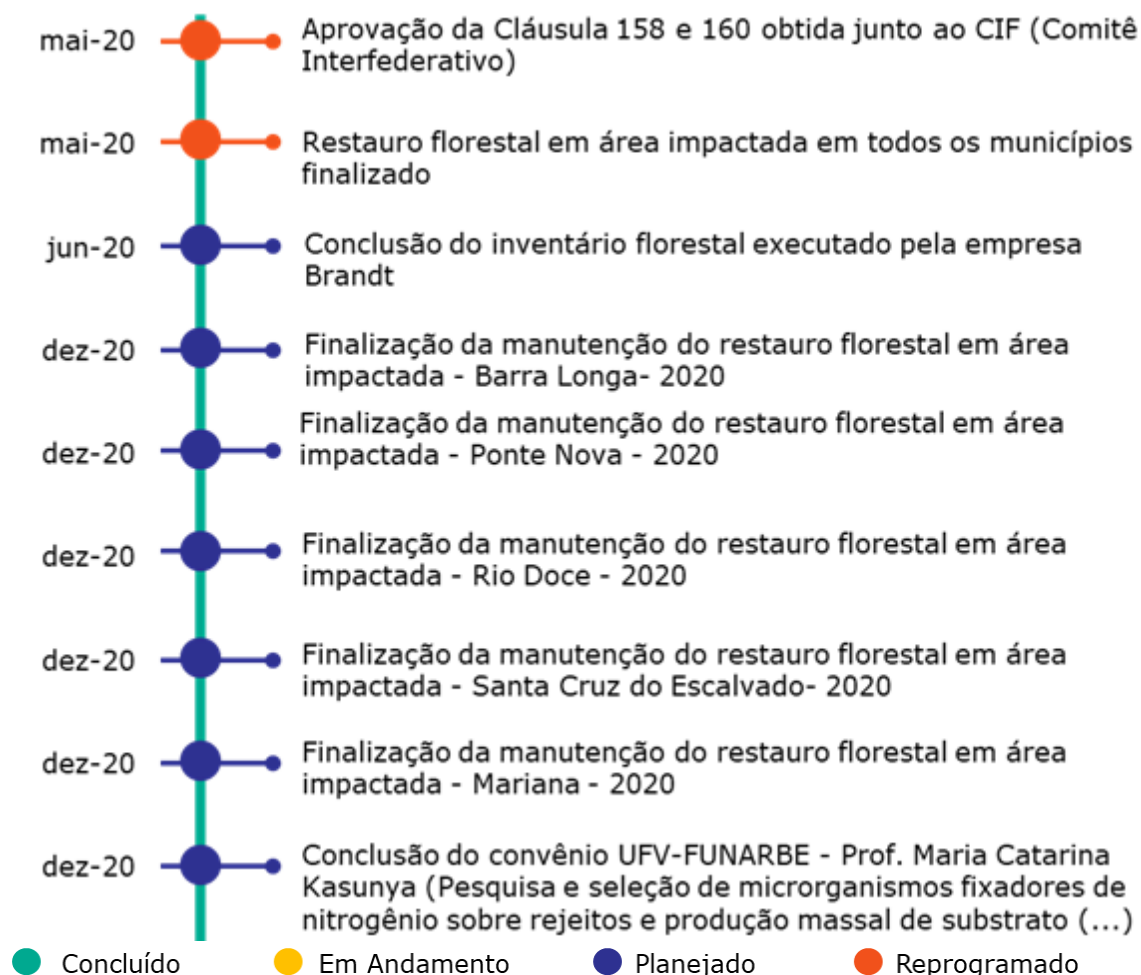 mai-20
Aprovação da Cláusula 158 e 160 obtida junto ao CIF (Comitê
Interfederativo)
mai-20
Restauro florestal em área impactada em todos os municípios
finalizado
jun-20
Conclusão do inventário florestal executado pela empresa
Brandt
dez-20
Finalização da manutenção do restauro florestal em área
impactada - Barra Longa- 2020
dez-20
Finalização da manutenção do restauro florestal em área
impactada - Ponte Nova - 2020
dez-20
Finalização da manutenção do restauro florestal em área
impactada - Rio Doce - 2020
dez-20
Finalização da manutenção do restauro florestal em área
impactada - Santa Cruz do Escalvado- 2020
dez-20
Finalização da manutenção do restauro florestal em área
impactada - Mariana - 2020
dez-20
Conclusão do convênio UFV-FUNARBE - Prof. Maria Catarina
Kasunya (Pesquisa e seleção de microrganismos fixadores de
nitrogênio sobre rejeitos e produção massal de substrato (...)
Concluído
Em Andamento
Planejado
Reprogramado